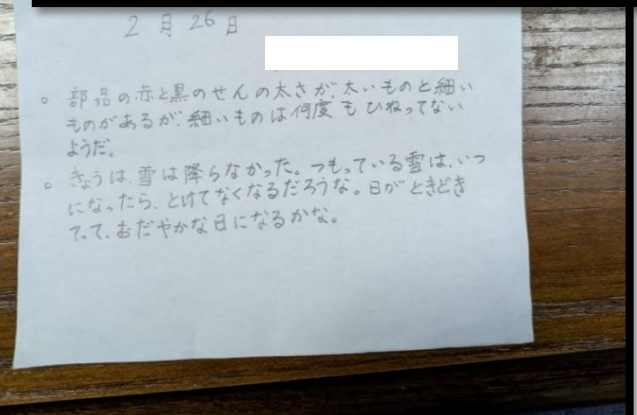 2月26日
。部品の赤と黒のせんの太さが、太いものと細い
ものがあるが、細いものは何度もひねってない
ようだ。
。きょうは、雪は降らなかった。つもっている雪は、いつ
になったら、とけてなくなるだろうな。日がときどき
てって、おだやかな日になるかな。